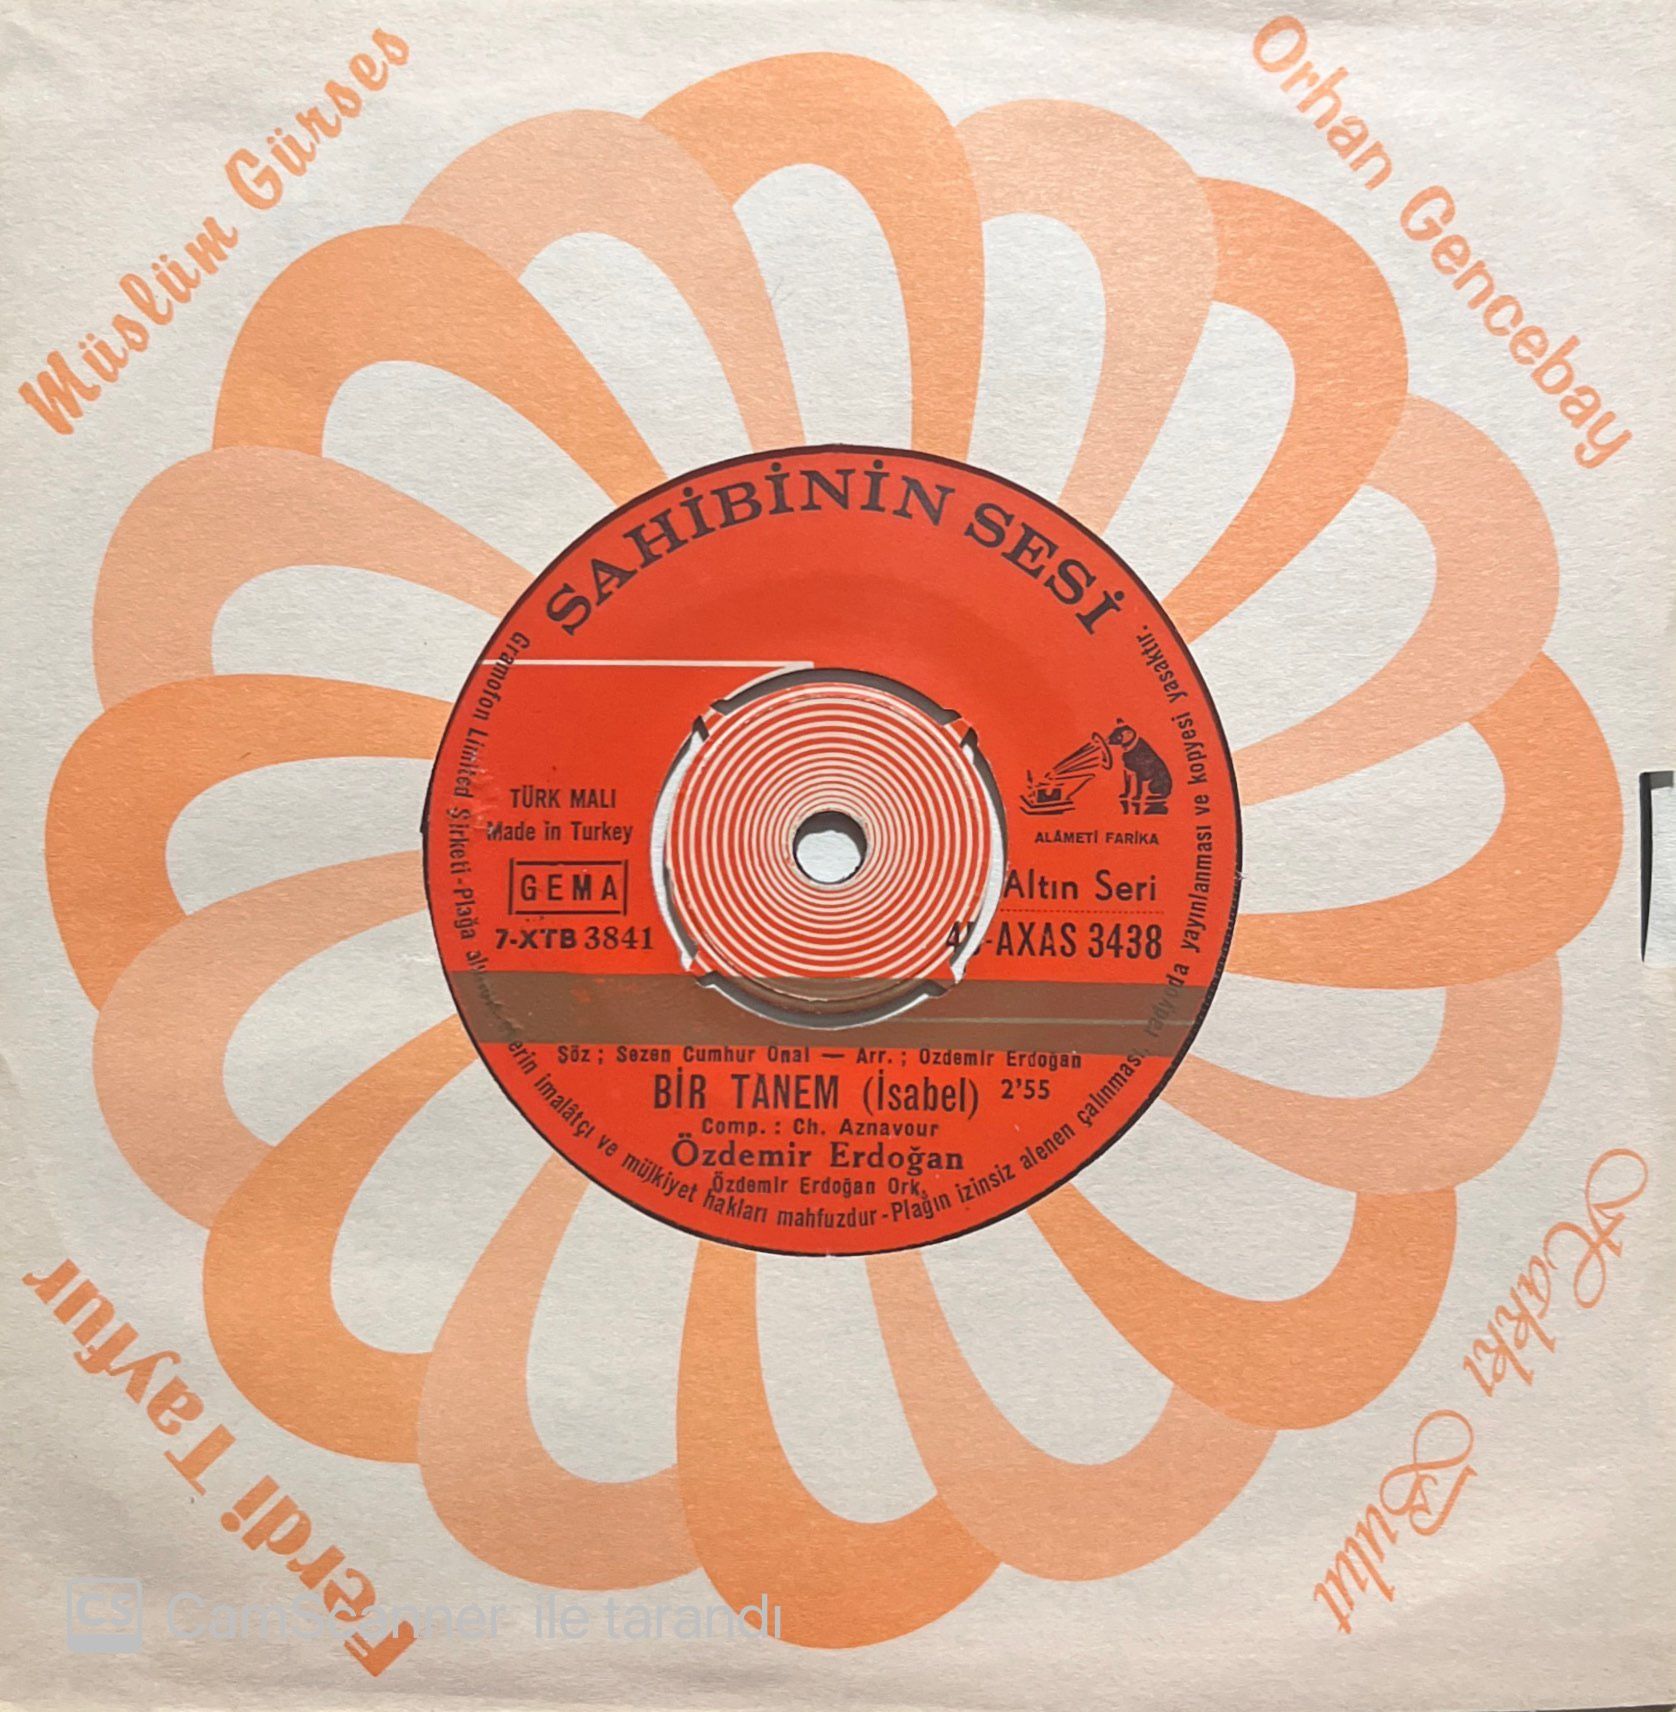 Müslüm Gürses
Orhan Gencebay
SAHİBİNİN SESİ
Gramofon Limited Şirketi-Plağa mülkiyet hakları mahfuzdur-Plağın izinsiz alenen çalınması, radyoda yayınlanması ve kopyesi yasaktır.
TÜRK MALI
Made in Turkey
GEMA
7-XTB 3841
ALÂMETİ FARİKA
Altın Seri
45-AXAS 3438
Söz ; Sezen Cumhur Önal — Arr. ; Özdemir Erdoğan
BİR TANEM (İsabel) 2'55
Comp. : Ch. Aznavour
Özdemir Erdoğan
Özdemir Erdoğan Ork.
Ferdi Tayfur
Hakkı Bulut
CS CamScanner ile tarandı